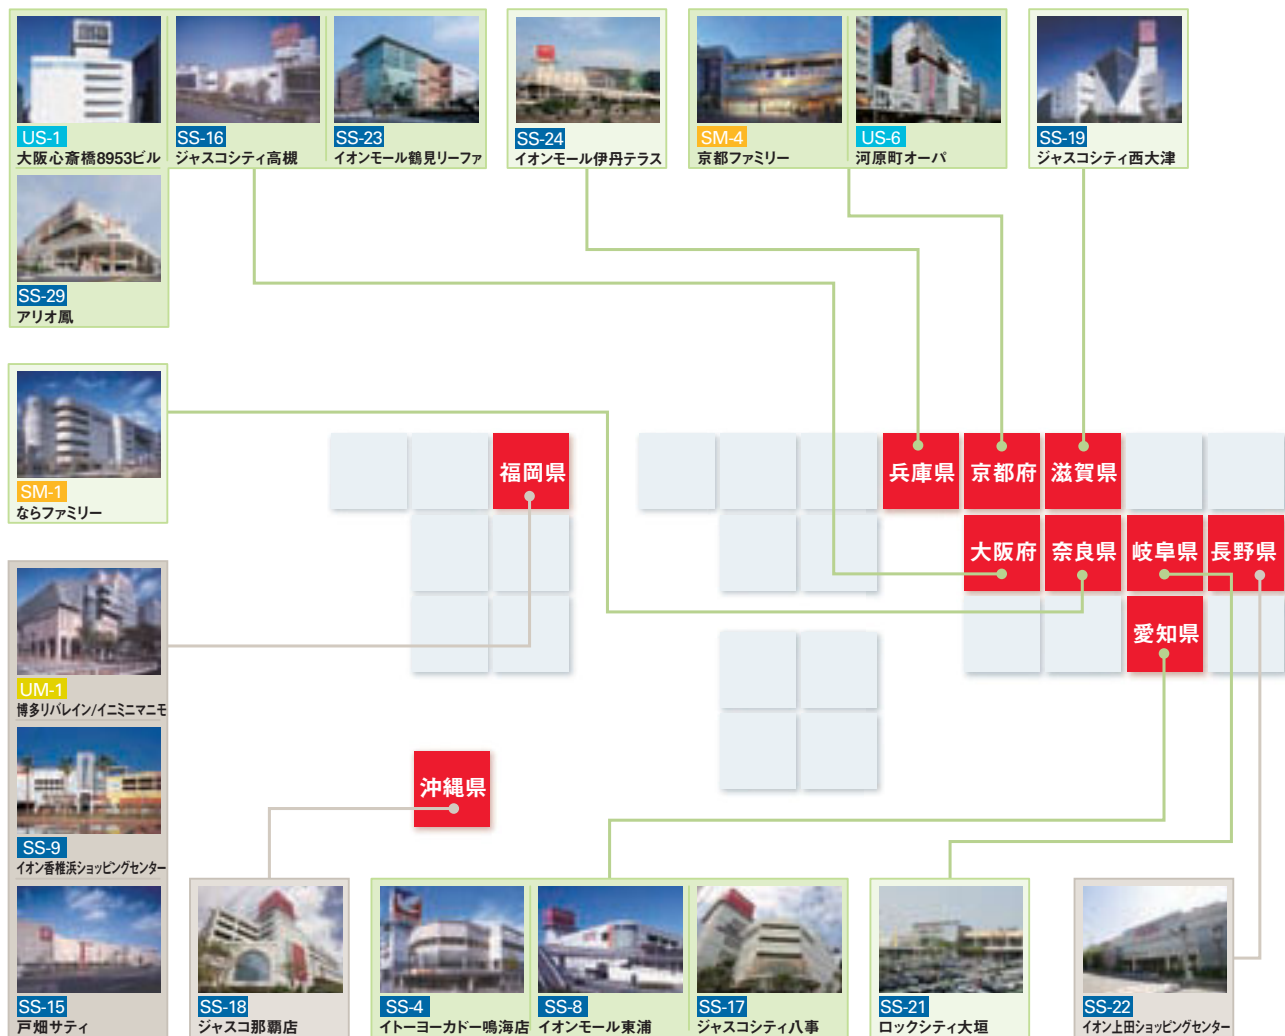 US-1
大阪心斎橋8953ビル
SS-16
ジャスコシティ高槻
SS-23
イオンモール鶴見リーファ
SS-24
イオンモール伊丹テラス
SM-4
京都ファミリー
US-6
河原町オーパ
SS-19
ジャスコシティ西大津
SS-29
アリオ鳳
SM-1
ならファミリー
福岡県
兵庫県
京都府
滋賀県
大阪府
奈良県
岐阜県
長野県
愛知県
沖縄県
UM-1
博多リバレイン/イニミニマニモ
SS-9
イオン香椎浜ショッピングセンター
SS-15
戸畑サティ
SS-18
ジャスコ那覇店
SS-4
イトーヨーカドー鳴海店
SS-8
イオンモール東浦
SS-17
ジャスコシティ八事
SS-21
ロックシティ大垣
SS-22
イオン上田ショッピングセンター